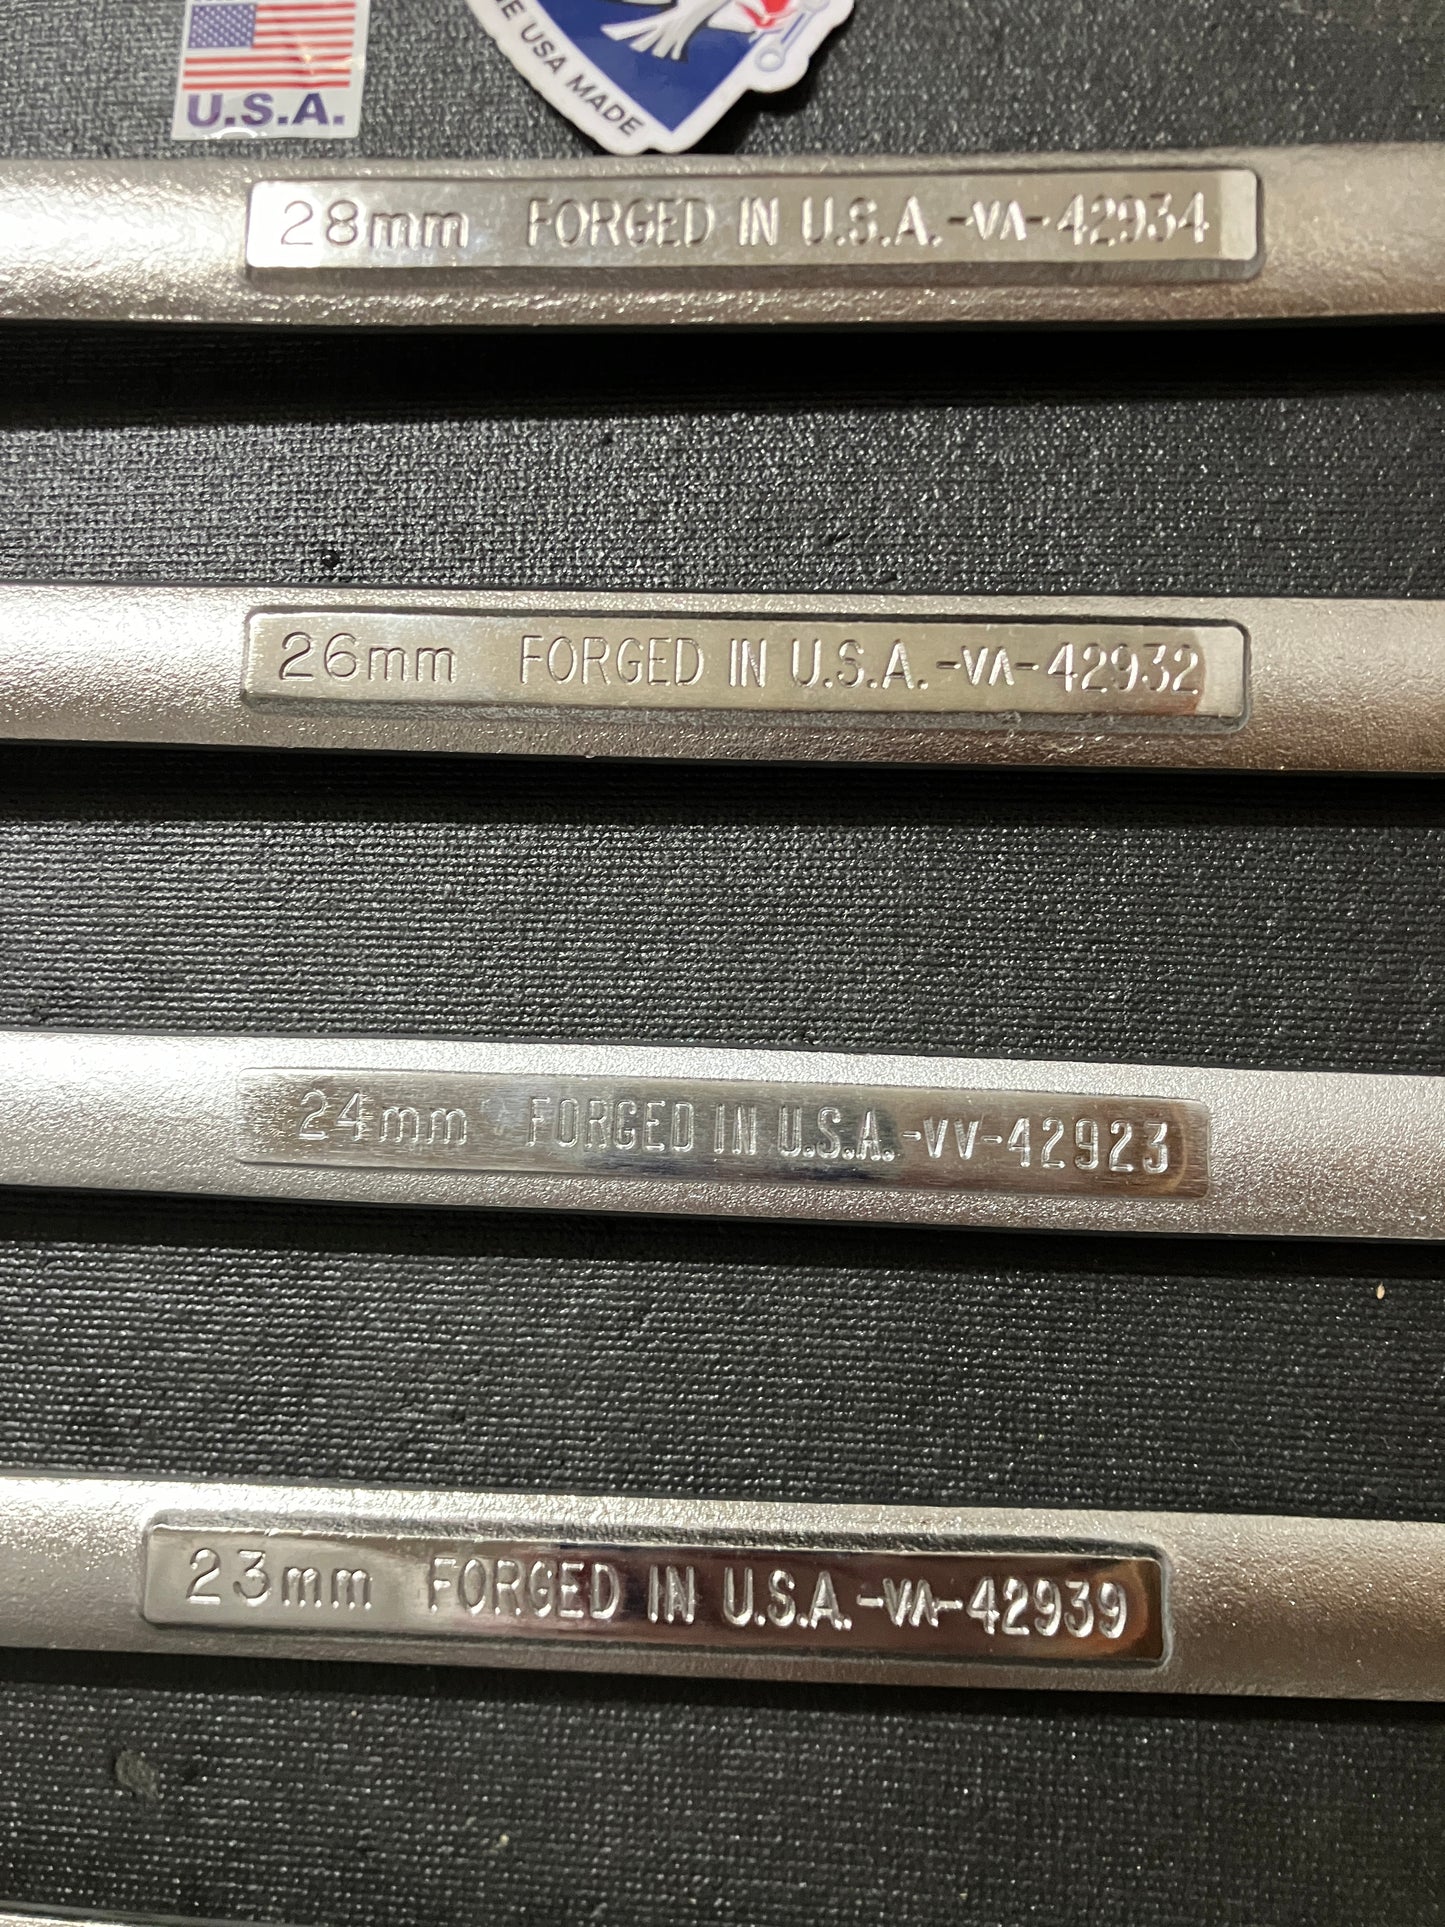 U.S.A.
USA MADE
28mm FORGED IN U.S.A.-VA-42934
26mm FORGED IN U.S.A.-VA-42932
24mm FORGED IN U.S.A.-VV-42923
23mm FORGED IN U.S.A.-VA-42939